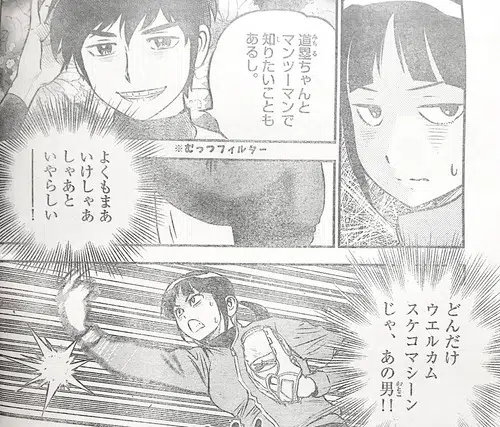 道塁ちゃんと
マンツーマンで
知りたいことも
あるし。
※むっつフィルター
よくもまあ
いけしゃあ
しゃあと
いやらしい
――！
どんだけ
ウエルカム
スケコマシーン
じゃ、あの男!!